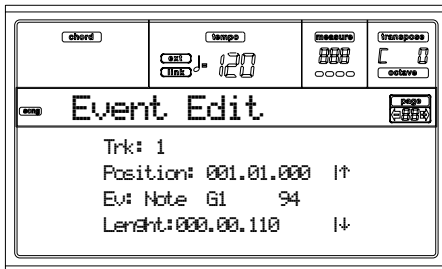 chord tempo measure transpose
ext link ♩= 120 888 C 0
octave
song Event Edit page 88
Trk: 1
Position: 001.01.000 |↑
Ev: Note G1 94
Lenght:000.00.110 |↓